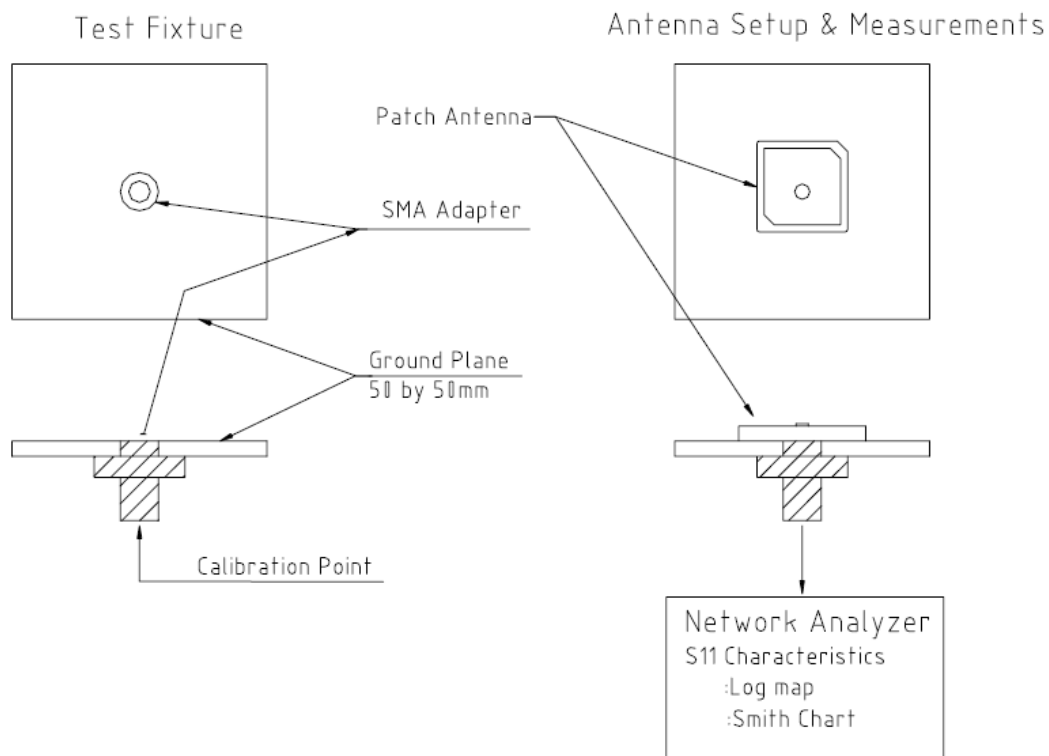 Test Fixture
Antenna Setup & Measurements
Patch Antenna
SMA Adapter
Ground Plane
50 by 50mm
Calibration Point
Network Analyzer
S11 Characteristics
:Log map
:Smith Chart